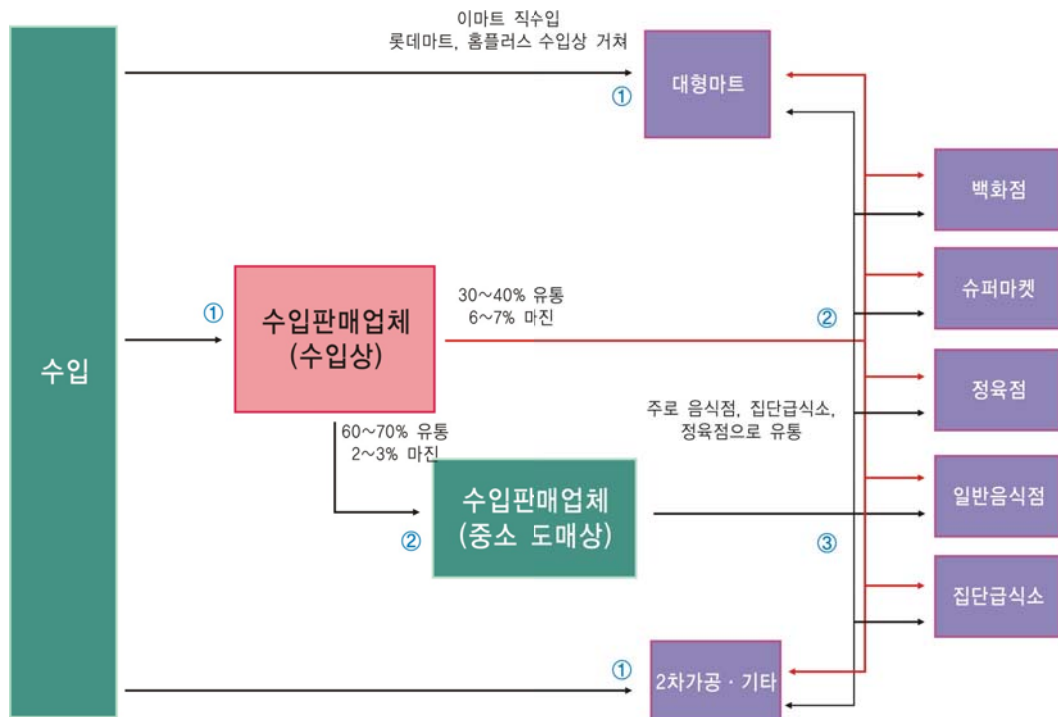 이마트 직수입
롯데마트, 홈플러스 수입상 거쳐
①
대형마트
백화점
수입
①
수입판매업체
(수입상)
30～40% 유통
6～7% 마진
②
슈퍼마켓
정육점
60～70% 유통
2～3% 마진
주로 음식점, 집단급식소,
정육점으로 유통
②
수입판매업체
(중소 도매상)
③
일반음식점
집단급식소
①
2차가공 · 기타